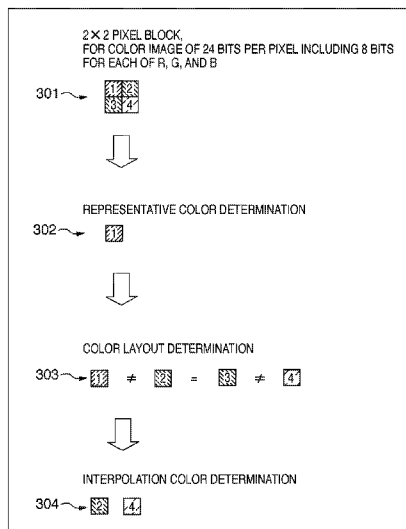 2 × 2 PIXEL BLOCK,
FOR COLOR IMAGE OF 24 BITS PER PIXEL INCLUDING 8 BITS
FOR EACH OF R, G, AND B
301
1 2
3 4
REPRESENTATIVE COLOR DETERMINATION
302 1
COLOR LAYOUT DETERMINATION
303 1 ≠ 2 = 3 ≠ 4
INTERPOLATION COLOR DETERMINATION
304 2 4